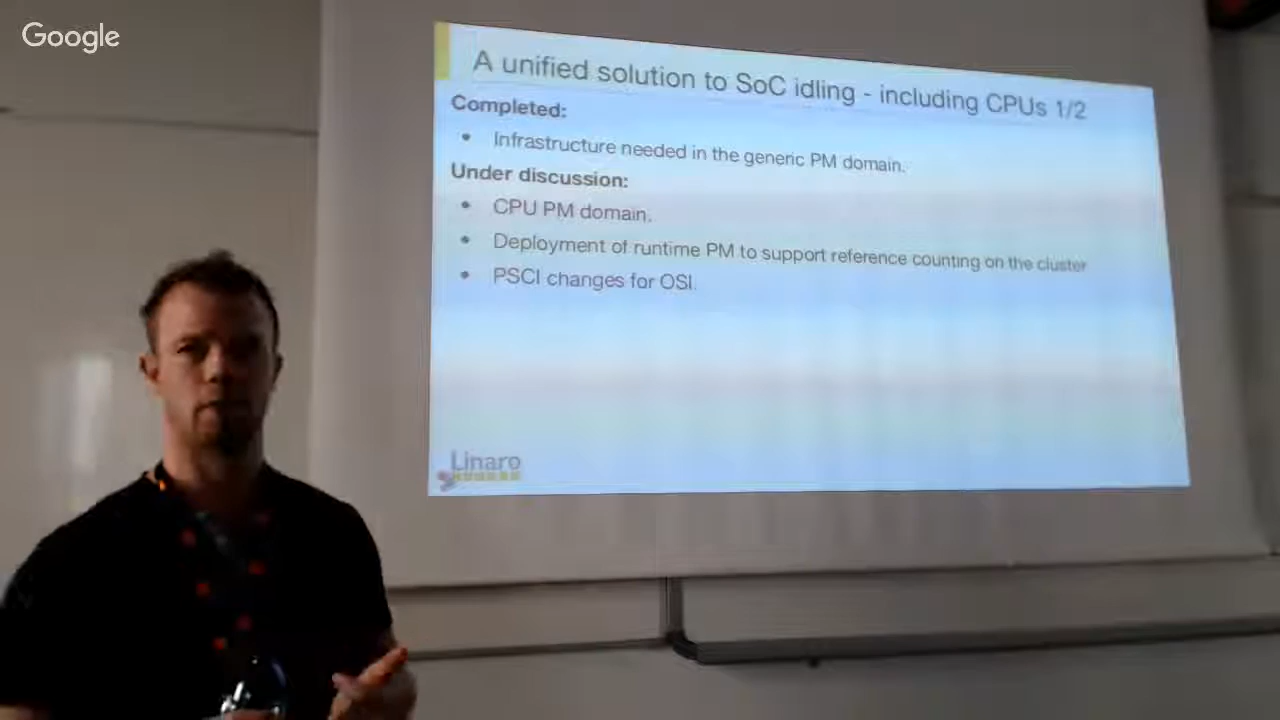 Google
A unified solution to SoC idling - including CPUs 1/2
Completed:
• Infrastructure needed in the generic PM domain.
Under discussion:
• CPU PM domain.
• Deployment of runtime PM to support reference counting on the cluster
• PSCI changes for OSI.
Linaro